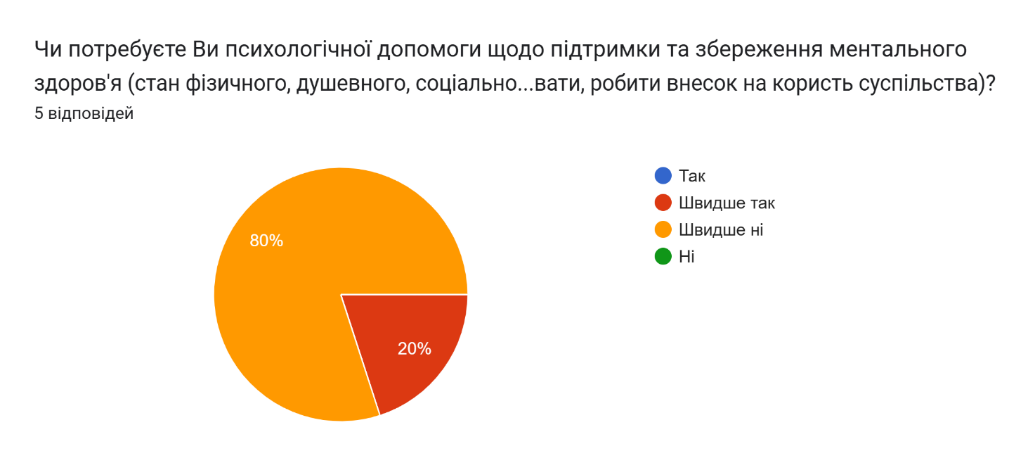 Чи потребуєте Ви психологічної допомоги щодо підтримки та збереження ментального
здоров'я (стан фізичного, душевного, соціально...вати, робити внесок на користь суспільства)?
5 відповідей
80%
20%
Так
Швидше так
Швидше ні
Ні